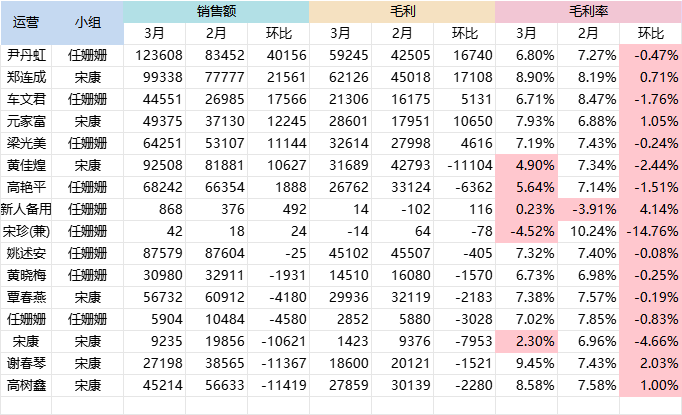 运营 小组 销售额 毛利 毛利率
3月 2月 环比 3月 2月 环比 3月 2月 环比
尹丹虹 任姗姗 123608 83452 40156 59245 42505 16740 6.80% 7.27% -0.47%
郑连成 宋康 99338 77777 21561 62126 45018 17108 8.90% 8.19% 0.71%
车文君 任姗姗 44551 26985 17566 21306 16175 5131 6.71% 8.47% -1.76%
元家富 宋康 49375 37130 12245 28601 17951 10650 7.93% 6.88% 1.05%
梁光美 任姗姗 64251 53107 11144 32614 27998 4616 7.19% 7.43% -0.24%
黄佳煌 宋康 92508 81881 10627 31689 42793 -11104 4.90% 7.34% -2.44%
高艳平 任姗姗 68242 66354 1888 26762 33124 -6362 5.64% 7.14% -1.51%
新人备用 任姗姗 868 376 492 14 -102 116 0.23% -3.91% 4.14%
宋珍(兼) 任姗姗 42 18 24 -14 64 -78 -4.52% 10.24% -14.76%
姚述安 任姗姗 87579 87604 -25 45102 45507 -405 7.32% 7.40% -0.08%
黄晓梅 任姗姗 30980 32911 -1931 14510 16080 -1570 6.73% 6.98% -0.25%
覃春燕 宋康 56732 60912 -4180 29936 32119 -2183 7.38% 7.57% -0.19%
任姗姗 任姗姗 5904 10484 -4580 2852 5880 -3028 7.02% 7.85% -0.83%
宋康 宋康 9235 19856 -10621 1423 9376 -7953 2.30% 6.96% -4.66%
谢春琴 宋康 27198 38565 -11367 18600 20121 -1521 9.45% 7.43% 2.03%
高树鑫 宋康 45214 56633 -11419 27859 30139 -2280 8.58% 7.58% 1.00%